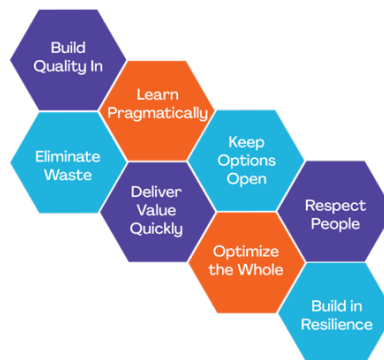 Build
Quality In
Learn
Pragmatically
Eliminate
Waste
Keep
Options
Open
Deliver
Value
Quickly
Respect
People
Optimize
the Whole
Build in
Resilience